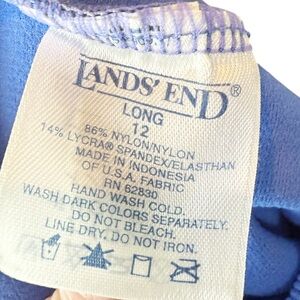 LANDS' END®
LONG
12
86% NYLON/NYLON
14% LYCRA® SPANDEX/ELASTHAN
MADE IN INDONESIA
OF U.S.A. FABRIC
RN 62830
HAND WASH COLD.
WASH DARK COLORS SEPARATELY.
DO NOT BLEACH.
LINE DRY. DO NOT IRON.